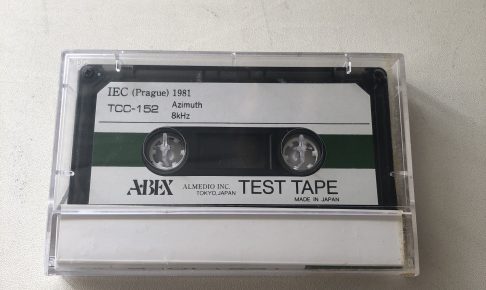 IEC (Prague) 1981
TCC-152 Azimuth
8kHz
ABEX ALMEDIO INC. TEST TAPE
TOKYO, JAPAN
MADE IN JAPAN